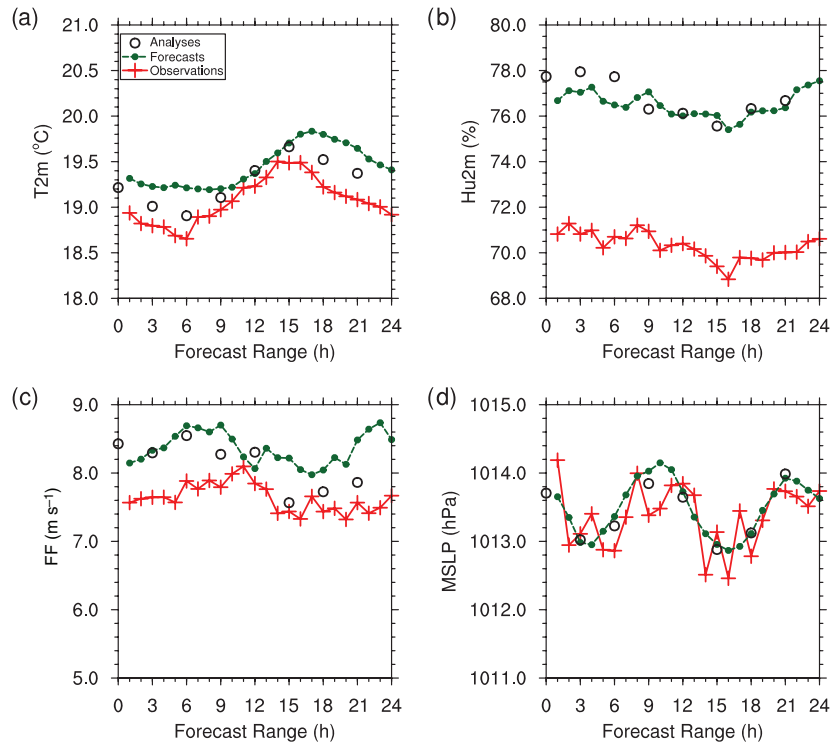 (a)
(b)
21.0
20.5
20.0
19.5
19.0
18.5
18.0
T2m (°C)
Analyses
Forecasts
Observations
0 3 6 9 12 15 18 21 24
Forecast Range (h)
80.0
78.0
76.0
74.0
72.0
70.0
68.0
Hu2m (%)
0 3 6 9 12 15 18 21 24
Forecast Range (h)
(c)
(d)
9.0
8.0
7.0
6.0
5.0
FF (m s⁻¹)
0 3 6 9 12 15 18 21 24
Forecast Range (h)
1015.0
1014.0
1013.0
1012.0
1011.0
MSLP (hPa)
0 3 6 9 12 15 18 21 24
Forecast Range (h)